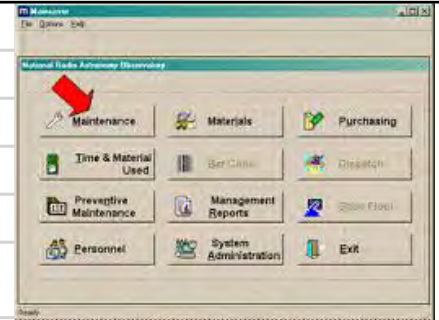 Mainsaver
File Options Help
National Radio Astronomy Observatory
Maintenance
Materials
Purchasing
Time & Material
Used
Bar Code
Dispatch
Preventive
Maintenance
Management
Reports
Shop Floor
Personnel
System
Administration
Exit
Ready